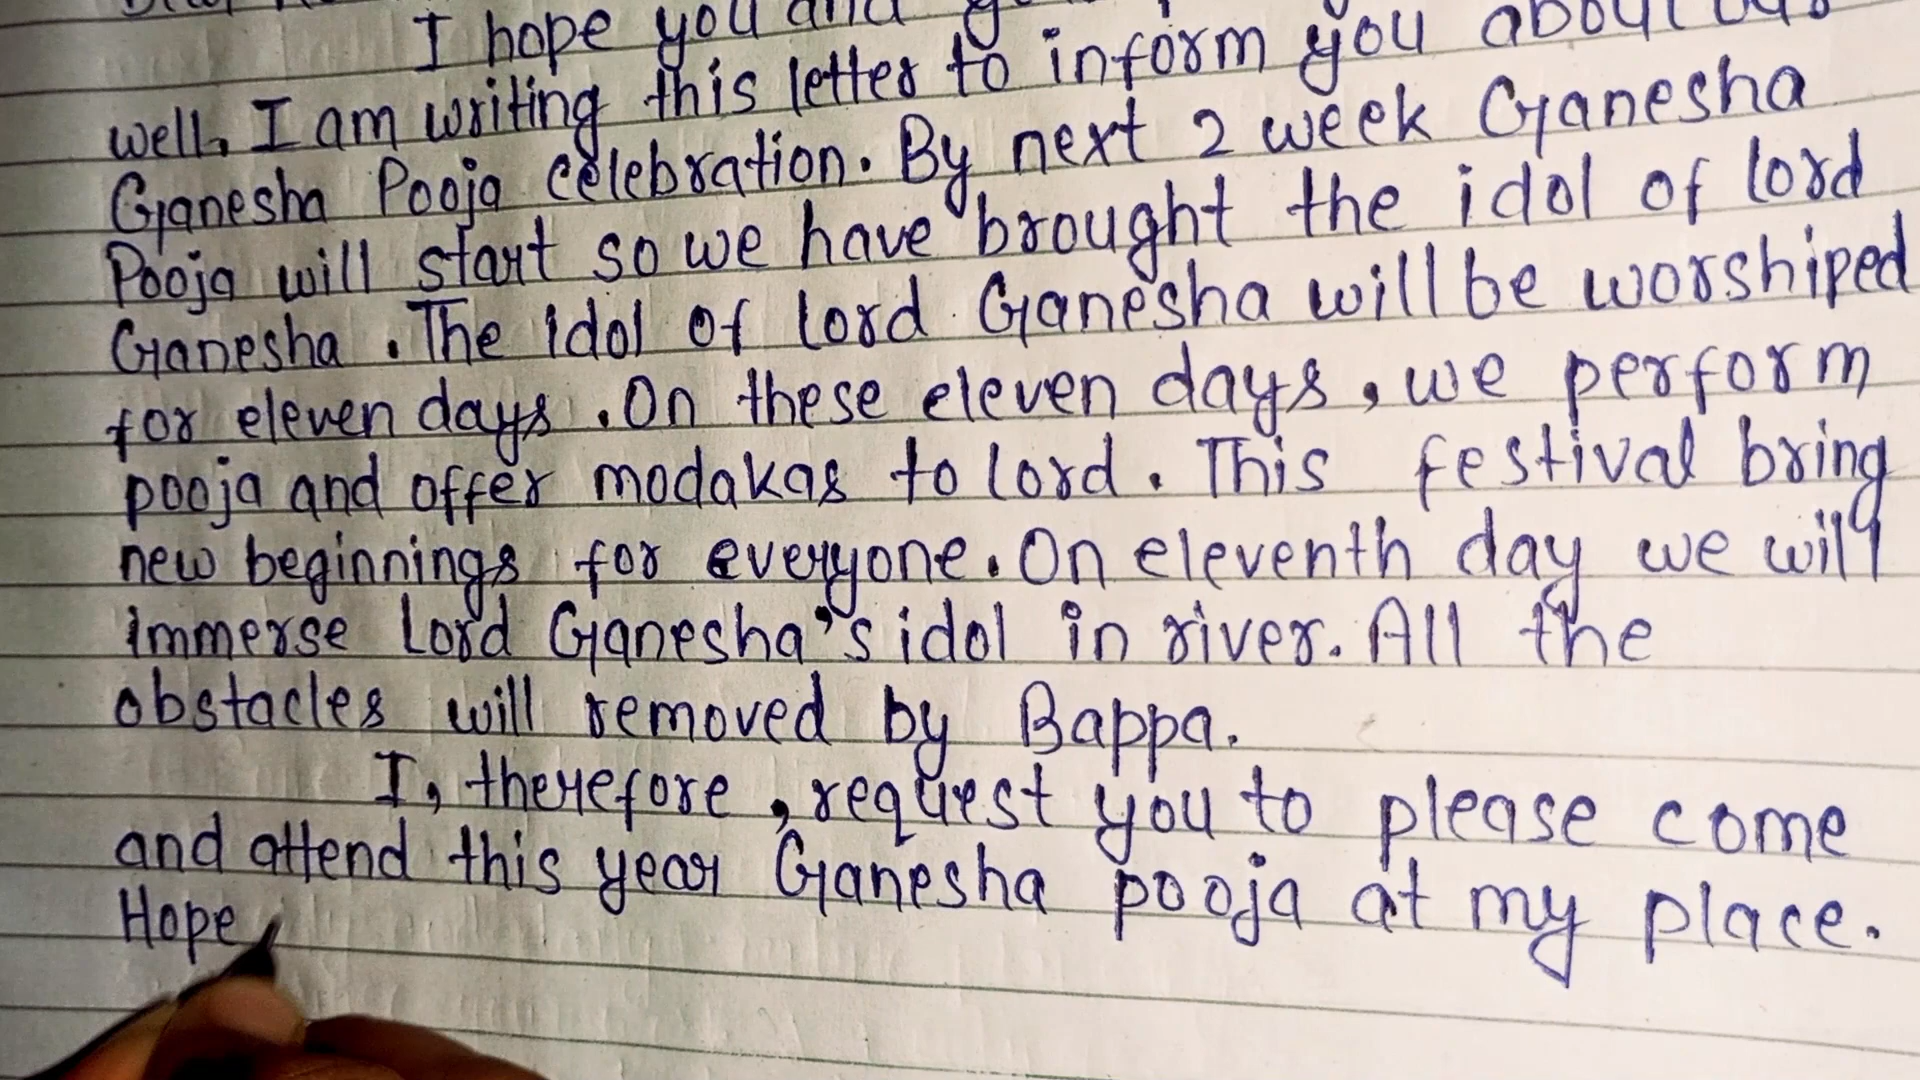 I hope you and
well. I am writing this letter to inform you about
Ganesha Pooja celebration. By next 2 week Ganesha
Pooja will start so we have brought the idol of lord
Ganesha . The idol of lord Ganesha will be worshiped
for eleven days . On these eleven days , we perform
pooja and offer modakas to lord . This festival bring
new beginnings for everyone. On eleventh day we will
immerse Lord Ganesha's idol in river. All the
obstacles will removed by Bappa.
I, therefore , request you to please come
and attend this year Ganesha pooja at my place.
Hope